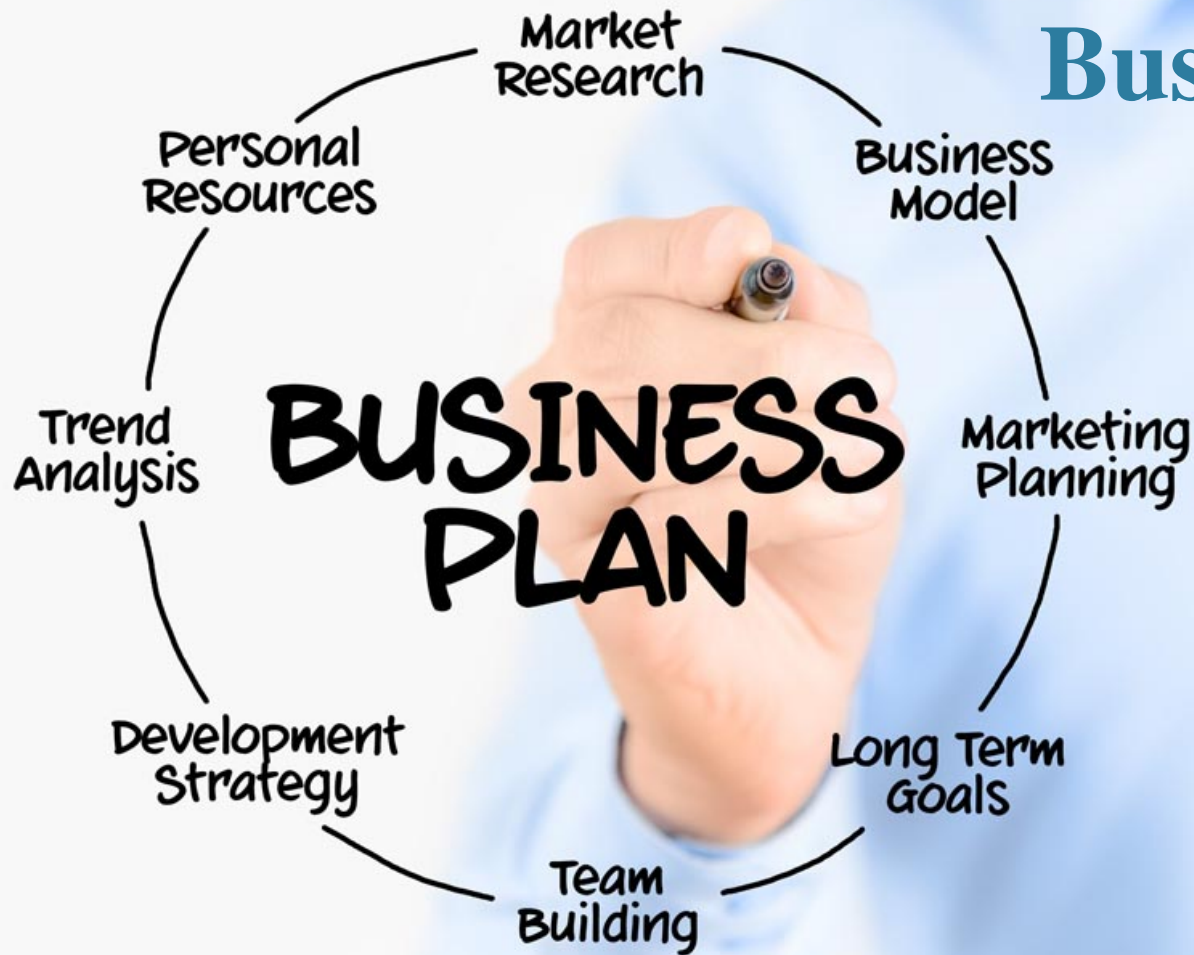 Market
Research
Bus
Business
Model
Marketing
Planning
Long Term
Goals
Team
Building
Development
Strategy
Trend
Analysis
Personal
Resources
BUSINESS
PLAN